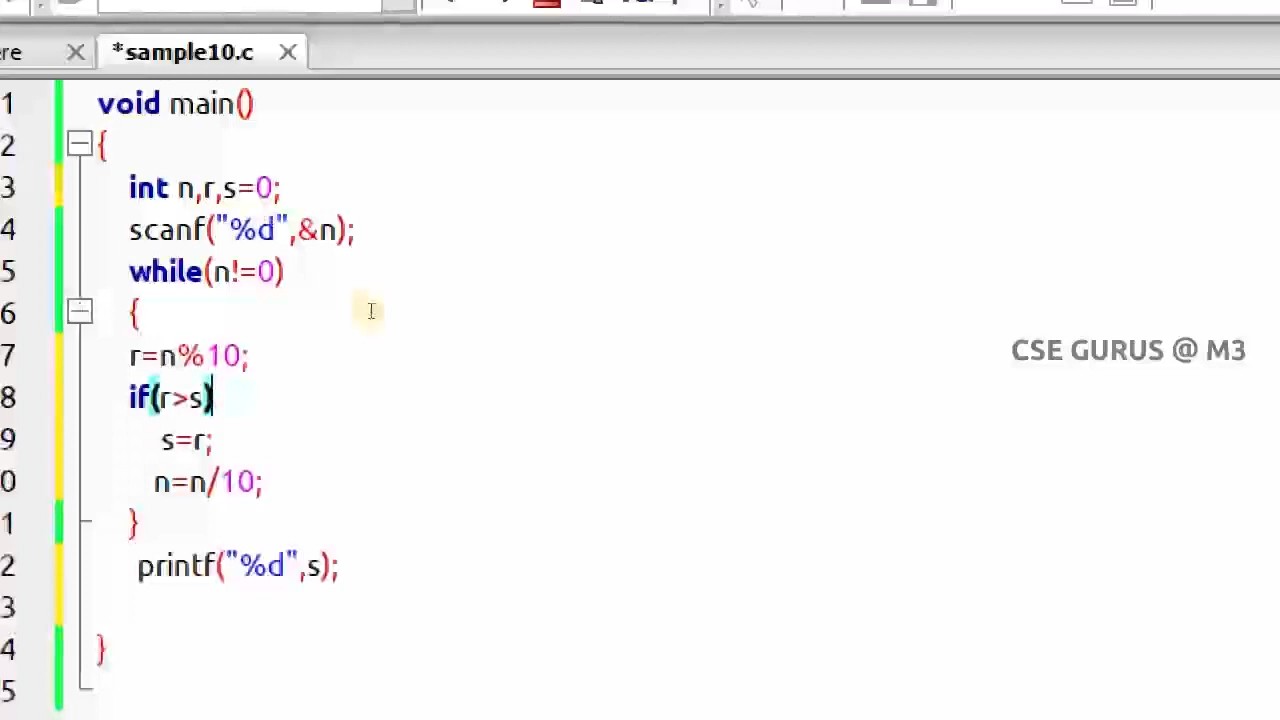 ere *sample10.c
1 void main()
2 {
3 int n,r,s=0;
4 scanf("%d",&n);
5 while(n!=0)
6 {
7 r=n%10;
8 if(r>s)
9 s=r;
0 n=n/10;
1 }
2 printf("%d",s);
3
4 }
5
CSE GURUS @ M3